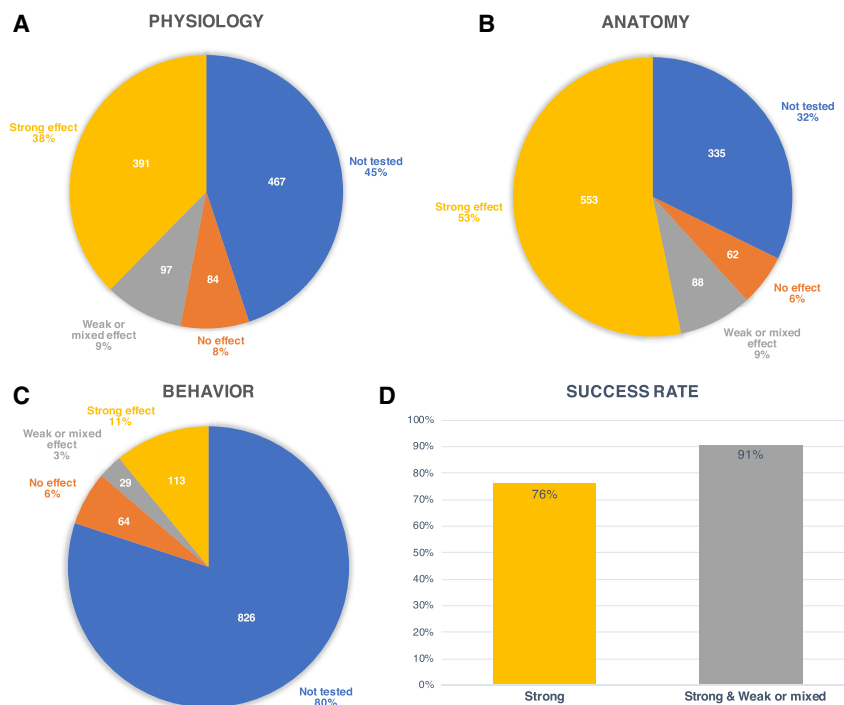 A
PHYSIOLOGY
Strong effect
38%
391
467
Not tested
45%
97
84
Weak or
mixed effect
9%
No effect
8%
B
ANATOMY
Not tested
32%
335
Strong effect
53%
553
62
88
No effect
6%
Weak or mixed
effect
9%
C
BEHAVIOR
Strong effect
11%
Weak or mixed
effect
3%
No effect
6%
113
29
64
826
Not tested
80%
D
SUCCESS RATE
100%
90%
80%
70%
60%
50%
40%
30%
20%
10%
0%
76%
91%
Strong
Strong & Weak or mixed